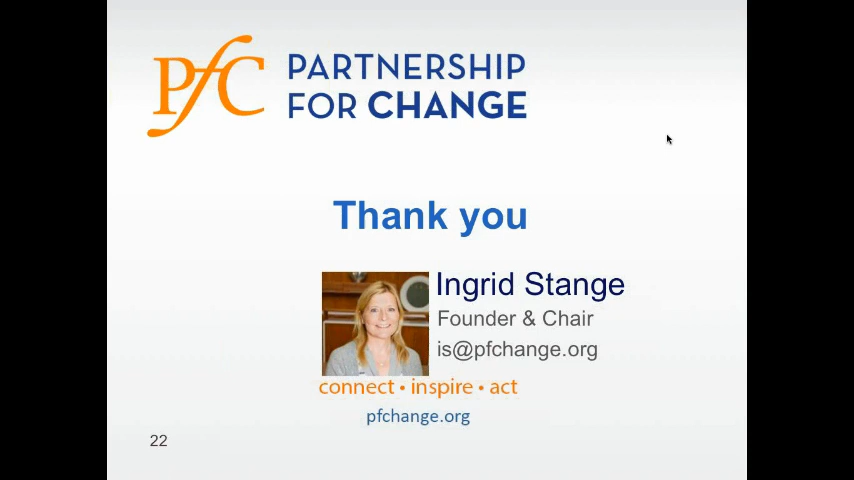 PfC PARTNERSHIP
FOR CHANGE
Thank you
Ingrid Stange
Founder & Chair
is@pfchange.org
connect • inspire • act
pfchange.org
22